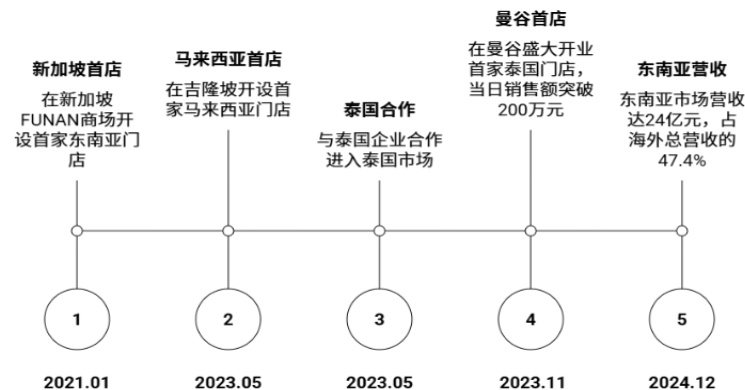 新加坡首店
在新加坡
FUNAN商场开
设首家东南亚门
店
马来西亚首店
在吉隆坡开设首
家马来西亚门店
泰国合作
与泰国企业合作
进入泰国市场
曼谷首店
在曼谷盛大开业
首家泰国门店，
当日销售额突破
200万元
东南亚营收
东南亚市场营收
达24亿元，占
海外总营收的
47.4%
1
2
3
4
5
2021.01
2023.05
2023.05
2023.11
2024.12